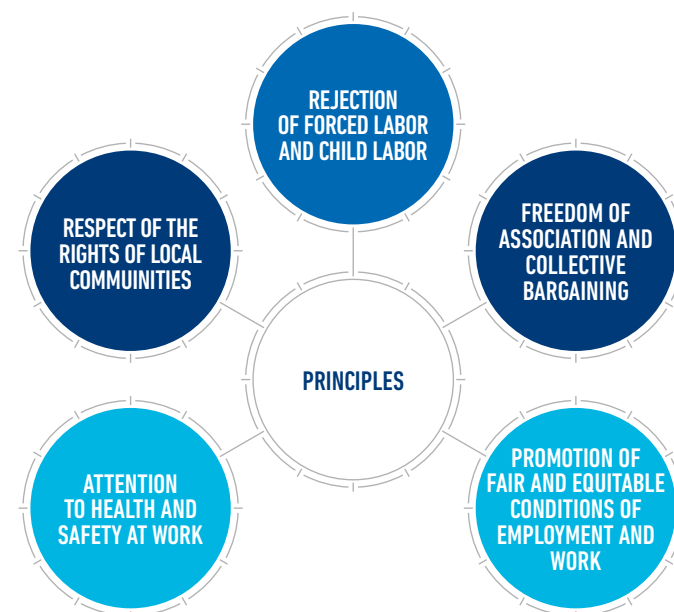 REJECTION
OF FORCED LABOR
AND CHILD LABOR
RESPECT OF THE
RIGHTS OF LOCAL
COMMUINITIES
FREEDOM OF
ASSOCIATION AND
COLLECTIVE
BARGAINING
PRINCIPLES
ATTENTION
TO HEALTH AND
SAFETY AT WORK
PROMOTION OF
FAIR AND EQUITABLE
CONDITIONS OF
EMPLOYMENT AND
WORK